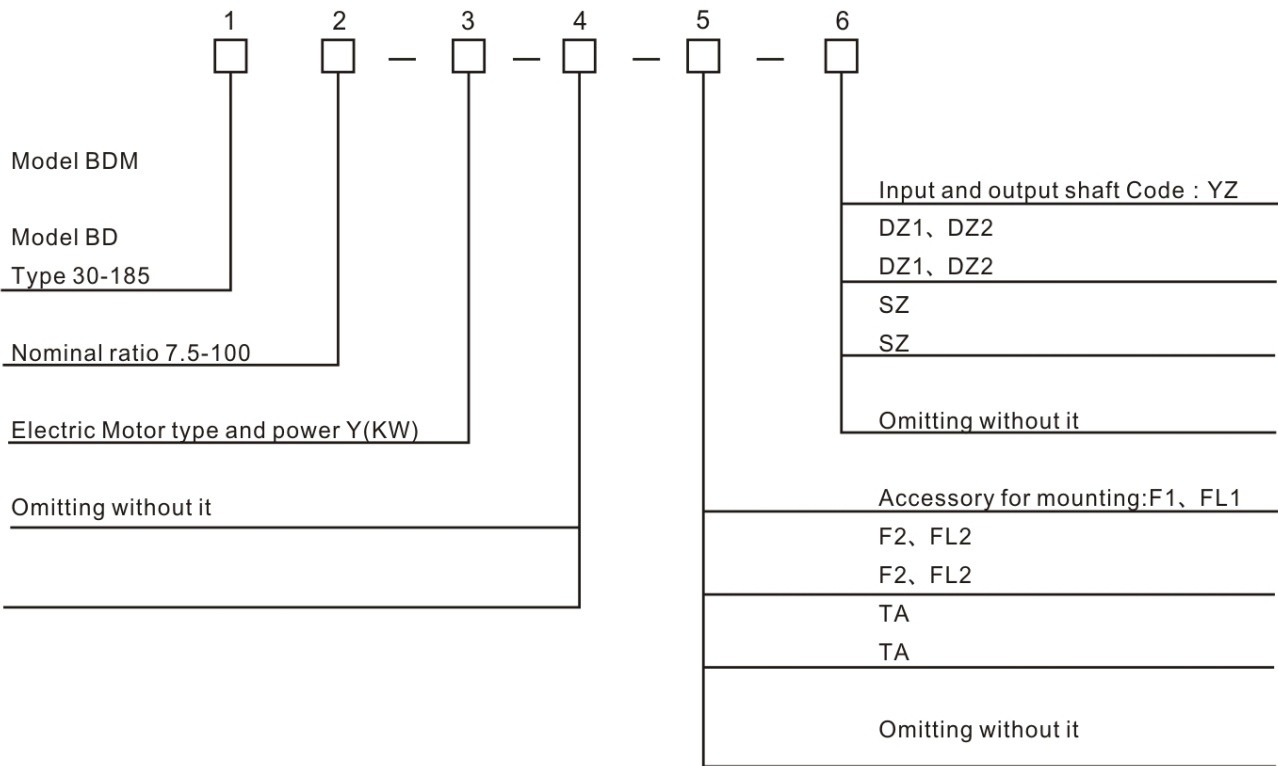 1 2 3 4 5 6
Model BDM
Model BD
Type 30-185
Nominal ratio 7.5-100
Electric Motor type and power Y(KW)
Omitting without it
Input and output shaft Code : YZ
DZ1、DZ2
DZ1、DZ2
SZ
SZ
Omitting without it
Accessory for mounting:F1、FL1
F2、FL2
F2、FL2
TA
TA
Omitting without it